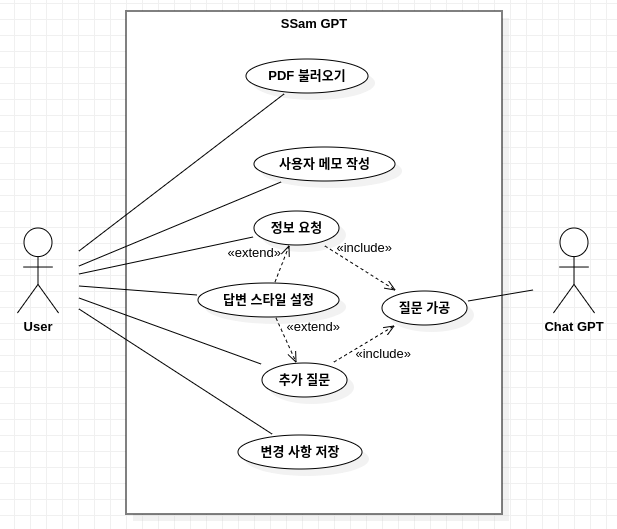 SSam GPT
PDF 불러오기
사용자 메모 작성
정보 요청
«extend»
«include»
답변 스타일 설정
질문 가공
«extend»
«include»
추가 질문
변경 사항 저장
User
Chat GPT